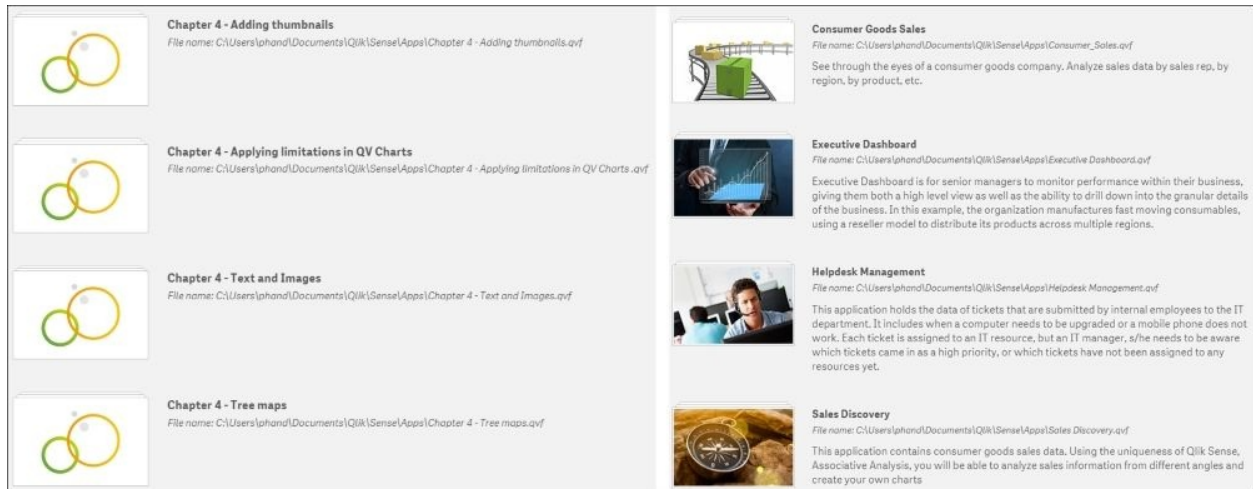 Chapter 4 - Adding thumbnails
File name: C:\Users\phand\Documents\Qlik\Sense\Apps\Chapter 4 - Adding thumbnails.qvf
Chapter 4 - Applying limitations in QV Charts
File name: C:\Users\phand\Documents\Qlik\Sense\Apps\Chapter 4 - Applying limitations in QV Charts .qvf
Chapter 4 - Text and Images
File name: C:\Users\phand\Documents\Qlik\Sense\Apps\Chapter 4 - Text and Images.qvf
Chapter 4 - Tree maps
File name: C:\Users\phand\Documents\Qlik\Sense\Apps\Chapter 4 - Tree maps.qvf
Consumer Goods Sales
File name: C:\Users\phand\Documents\Qlik\Sense\Apps\Consumer_Sales.qvf
See through the eyes of a consumer goods company. Analyze sales data by sales rep, by
region, by product, etc.
Executive Dashboard
File name: C:\Users\phand\Documents\Qlik\Sense\Apps\Executive Dashboard.qvf
Executive Dashboard is for senior managers to monitor performance within their business,
giving them both a high level view as well as the ability to drill down into the granular details
of the business. In this example, the organization manufactures fast moving consumables,
using a reseller model to distribute its products across multiple regions.
Helpdesk Management
File name: C:\Users\phand\Documents\Qlik\Sense\Apps\Helpdesk Management.qvf
This application holds the data of tickets that are submitted by internal employees to the IT
department. It includes when a computer needs to be upgraded or a mobile phone does not
work. Each ticket is assigned to an IT resource, but an IT manager, s/he needs to be aware
which tickets came in as a high priority, or which tickets have not been assigned to any
resources yet.
Sales Discovery
File name: C:\Users\phand\Documents\Qlik\Sense\Apps\Sales Discovery.qvf
This application contains consumer goods sales data. Using the uniqueness of Qlik Sense,
Associative Analysis, you will be able to analyze sales information from different angles and
create your own charts